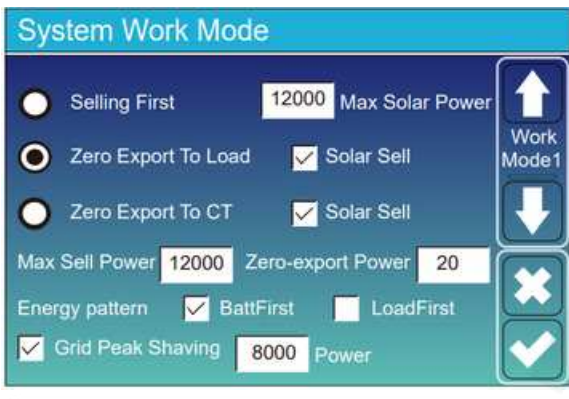 System Work Mode
Selling First 12000 Max Solar Power
Zero Export To Load Solar Sell
Work Mode1
Zero Export To CT Solar Sell
Max Sell Power 12000 Zero-export Power 20
Energy pattern BattFirst LoadFirst
Grid Peak Shaving 8000 Power